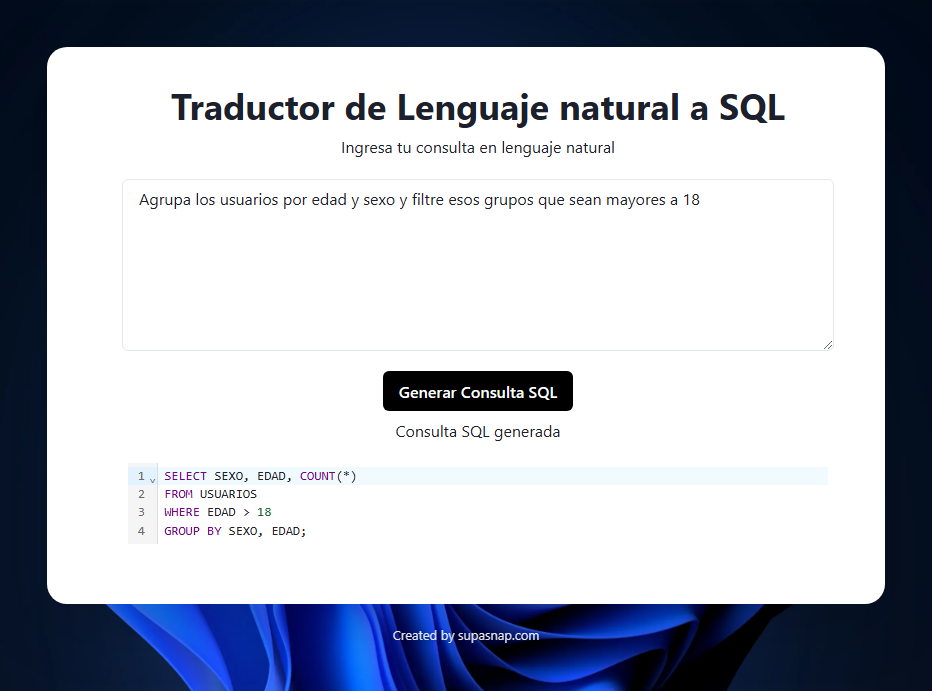 Traductor de Lenguaje natural a SQL
Ingresa tu consulta en lenguaje natural
Agrupa los usuarios por edad y sexo y filtre esos grupos que sean mayores a 18
Generar Consulta SQL
Consulta SQL generada
1 SELECT SEXO, EDAD, COUNT(*)
2 FROM USUARIOS
3 WHERE EDAD > 18
4 GROUP BY SEXO, EDAD;
Created by supasnap.com